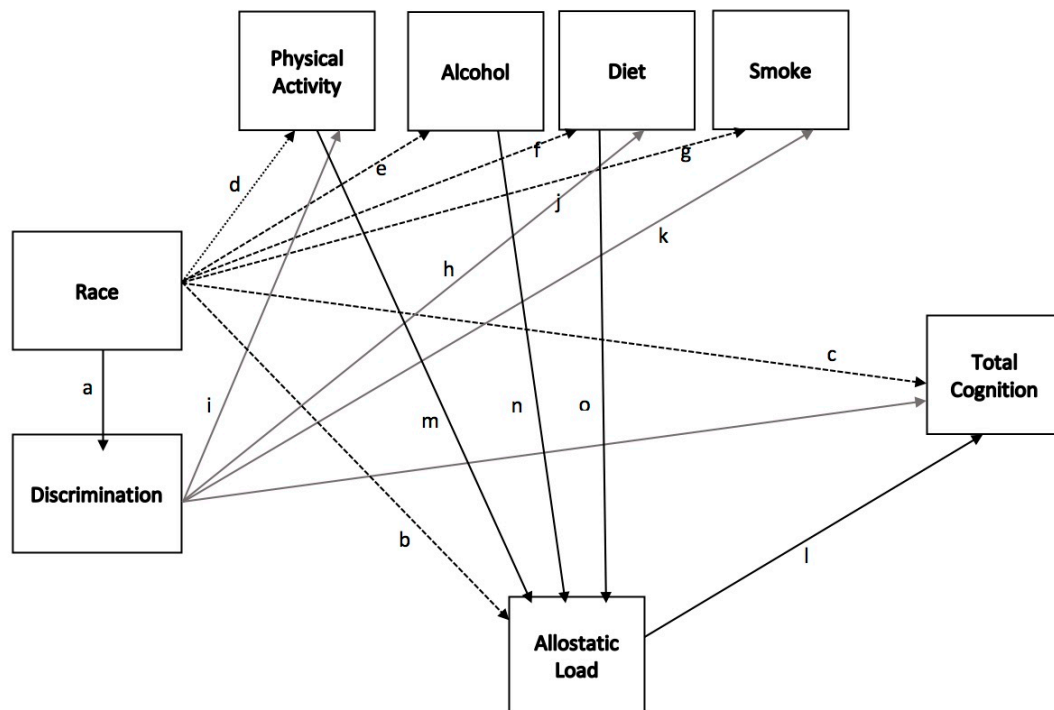 Physical
Activity
Alcohol
Diet
Smoke
d
e
f
g
j
k
h
Race
c
a
Total
Cognition
i
m
n
o
Discrimination
b
l
Allostatic
Load